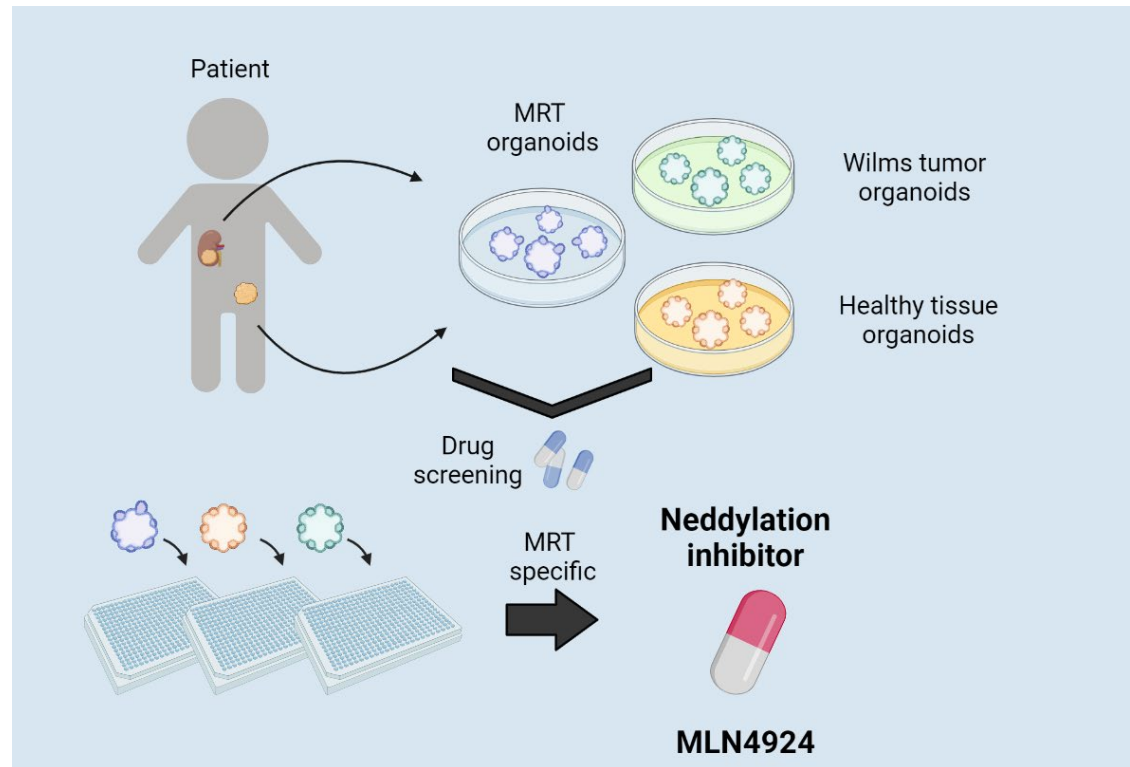 Patient
MRT
organoids
Wilms tumor
organoids
Healthy tissue
organoids
Drug
screening
MRT
specific
Neddylation
inhibitor
MLN4924